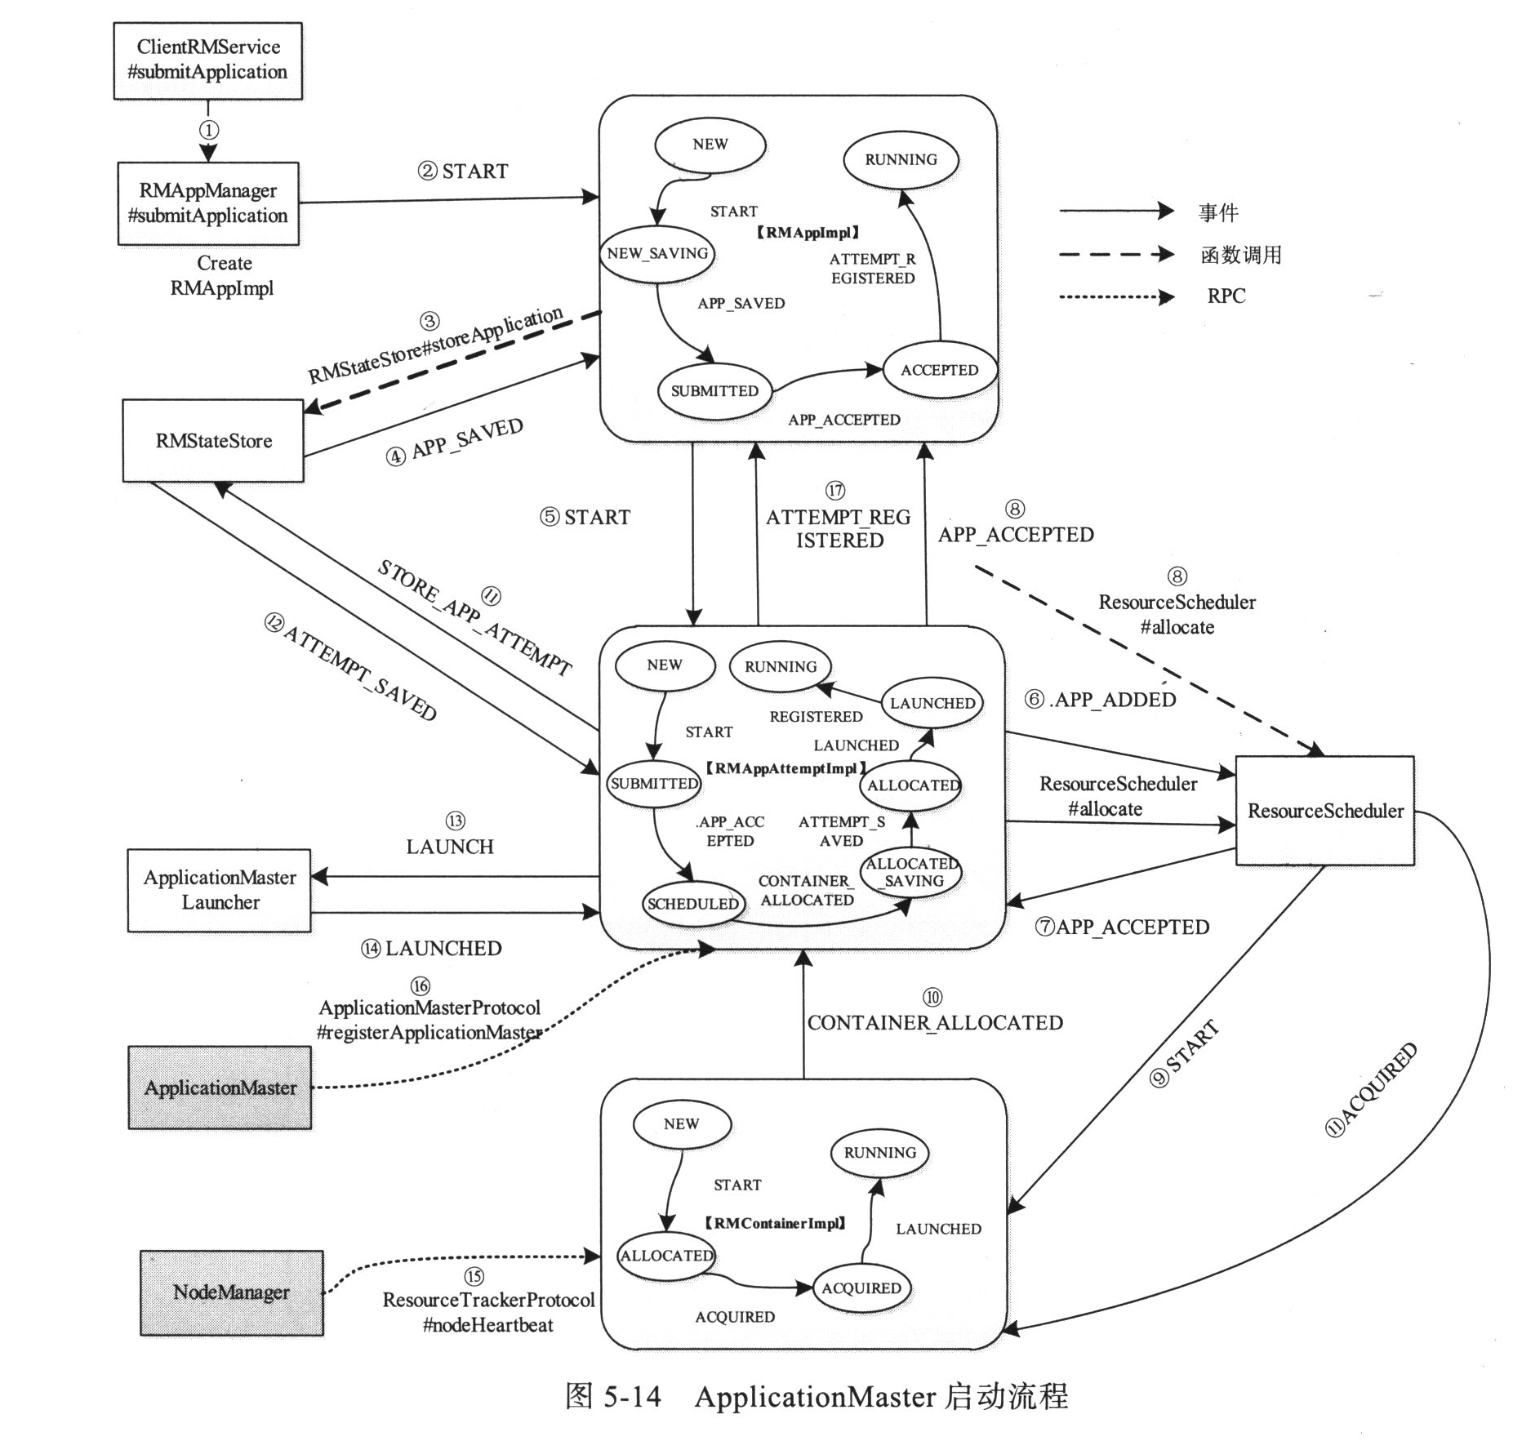 ClientRMService
#submitApplication
①
RMAppManager
#submitApplication
Create
RMAppImpl
② START
NEW
RUNNING
START
【RMAppImpl】
NEW_SAVING
ATTEMPT_R
EGISTERED
APP_SAVED
SUBMITTED
ACCEPTED
APP_ACCEPTED
事件
函数调用
RPC
③
RMStateStore#storeApplication
RMStateStore
④ APP_SAVED
⑤ START
⑰
ATTEMPT_REG
ISTERED
⑧
APP_ACCEPTED
⑧
ResourceScheduler
#allocate
⑪
STORE_APP_ATTEMPT
⑫ ATTEMPT_SAVED
NEW
RUNNING
LAUNCHED
REGISTERED
START
LAUNCHED
【RMAppAttemptImpl】
SUBMITTED
ALLOCATED
.APP_ACC
EPTED
ATTEMPT_S
AVED
ALLOCATED
_SAVING
CONTAINER_
ALLOCATED
SCHEDULED
⑥ .APP_ADDED
ResourceScheduler
#allocate
ResourceScheduler
⑦APP_ACCEPTED
⑬
LAUNCH
ApplicationMaster
Launcher
⑭ LAUNCHED
⑯
ApplicationMasterProtocol
#registerApplicationMaster
ApplicationMaster
⑩
CONTAINER_ALLOCATED
⑨ START
⑪ACQUIRED
NEW
RUNNING
START
【RMContainerImpl】
LAUNCHED
ALLOCATED
ACQUIRED
ACQUIRED
NodeManager
⑮
ResourceTrackerProtocol
#nodeHeartbeat
图 5-14 ApplicationMaster 启动流程